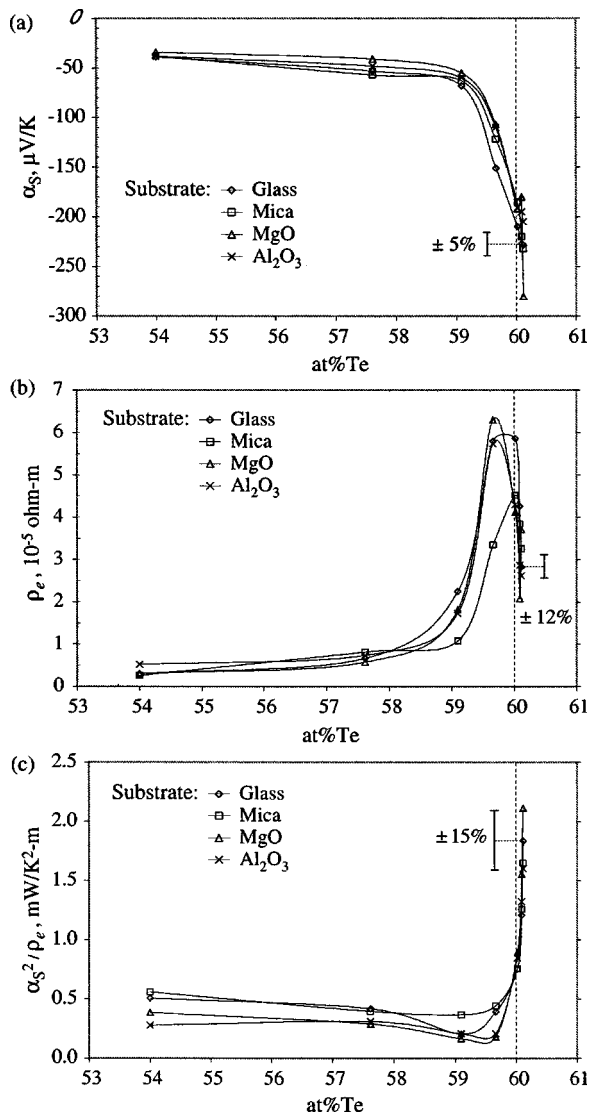 (a)
0
-50
-100
-150
-200
-250
-300
αS, μV/K
Substrate: Glass
Mica
MgO
Al2O3
± 5%
53 54 55 56 57 58 59 60 61
at%Te
(b)
7
6
5
4
3
2
1
0
ρe, 10-5 ohm-m
Substrate: Glass
Mica
MgO
Al2O3
± 12%
53 54 55 56 57 58 59 60 61
at%Te
(c)
2.5
2.0
1.5
1.0
0.5
0.0
αS2/ρe, mW/K2-m
Substrate: Glass
Mica
MgO
Al2O3
± 15%
53 54 55 56 57 58 59 60 61
at%Te